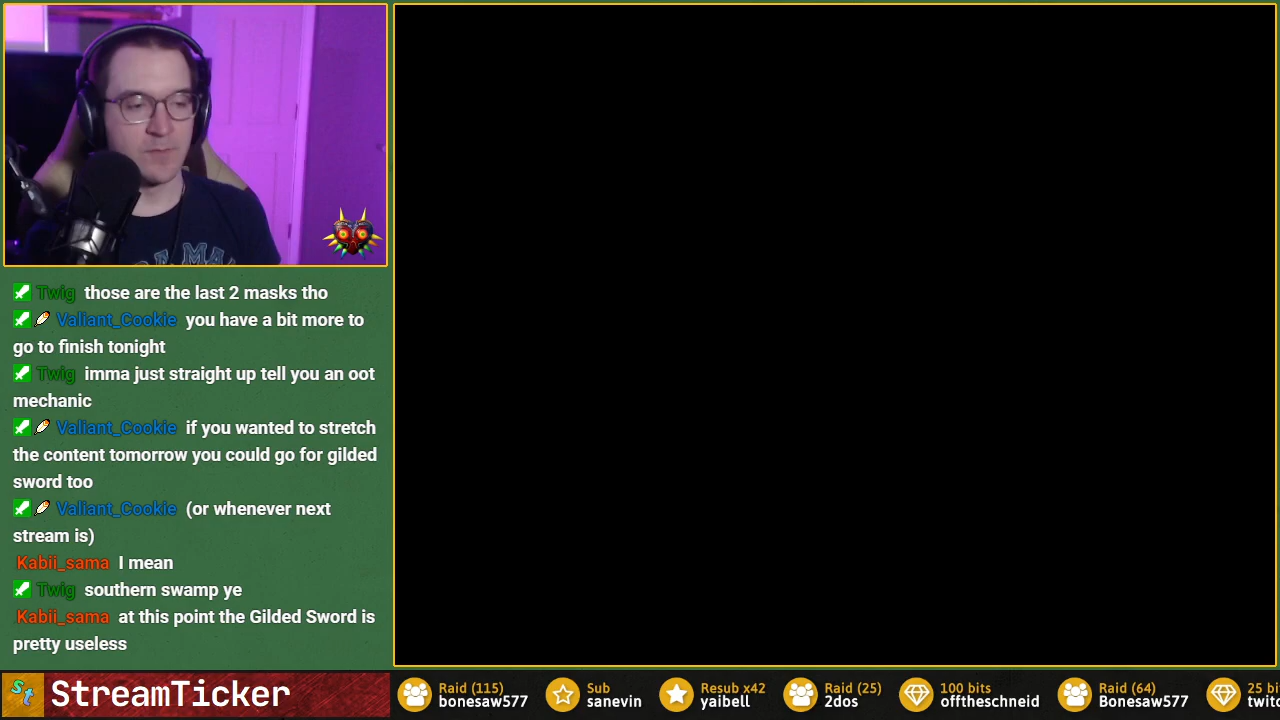 Twig those are the last 2 masks tho
Valiant_Cookie you have a bit more to
go to finish tonight
Twig imma just straight up tell you an oot
mechanic
Valiant_Cookie if you wanted to stretch
the content tomorrow you could go for gilded
sword too
Valiant_Cookie (or whenever next
stream is)
Kabii_sama I mean
Twig southern swamp ye
Kabii_sama at this point the Gilded Sword is
pretty useless
St StreamTicker
Raid (115)
bonesaw577
Sub
sanevin
Resub x42
yaibell
Raid (25)
2dos
100 bits
offtheschneid
Raid (64)
Bonesaw577
25 bi
twitc